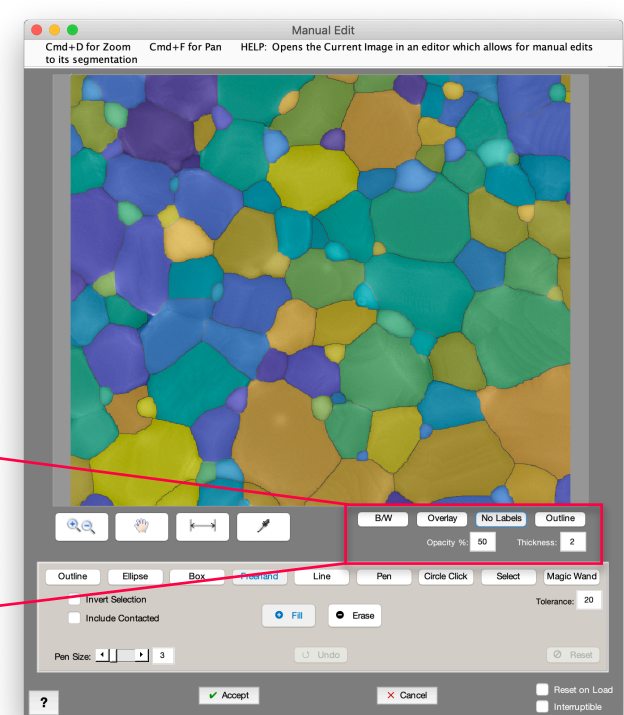 Manual Edit
Cmd+D for Zoom Cmd+F for Pan HELP: Opens the Current Image in an editor which allows for manual edits
to its segmentation
B/W Overlay No Labels Outline
Opacity %: 50 Thickness: 2
Outline Ellipse Box Freehand Line Pen Circle Click Select Magic Wand
Invert Selection Tolerance: 20
Include Contacted Fill Erase
Pen Size: 3 Undo Reset
? Accept Cancel Reset on Load
Interruptible